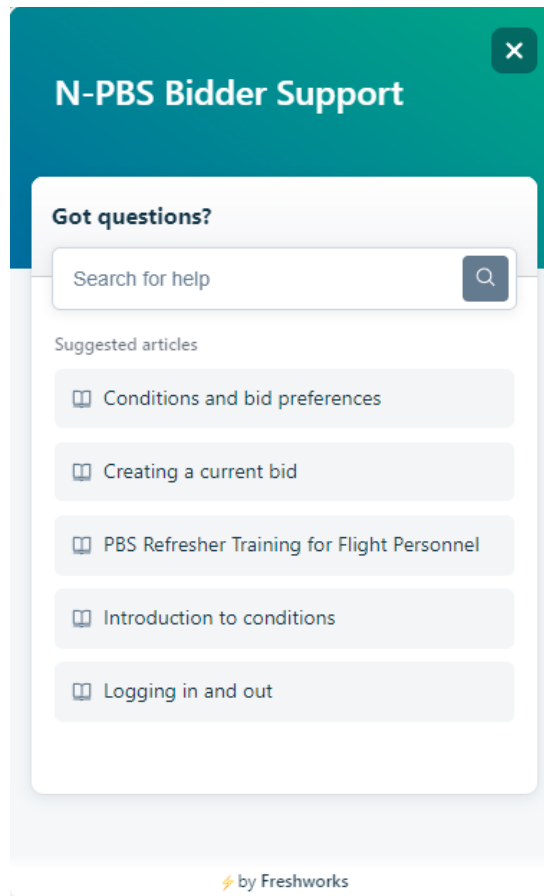 N-PBS Bidder Support
Got questions?
Search for help
Suggested articles
Conditions and bid preferences
Creating a current bid
PBS Refresher Training for Flight Personnel
Introduction to conditions
Logging in and out
by Freshworks